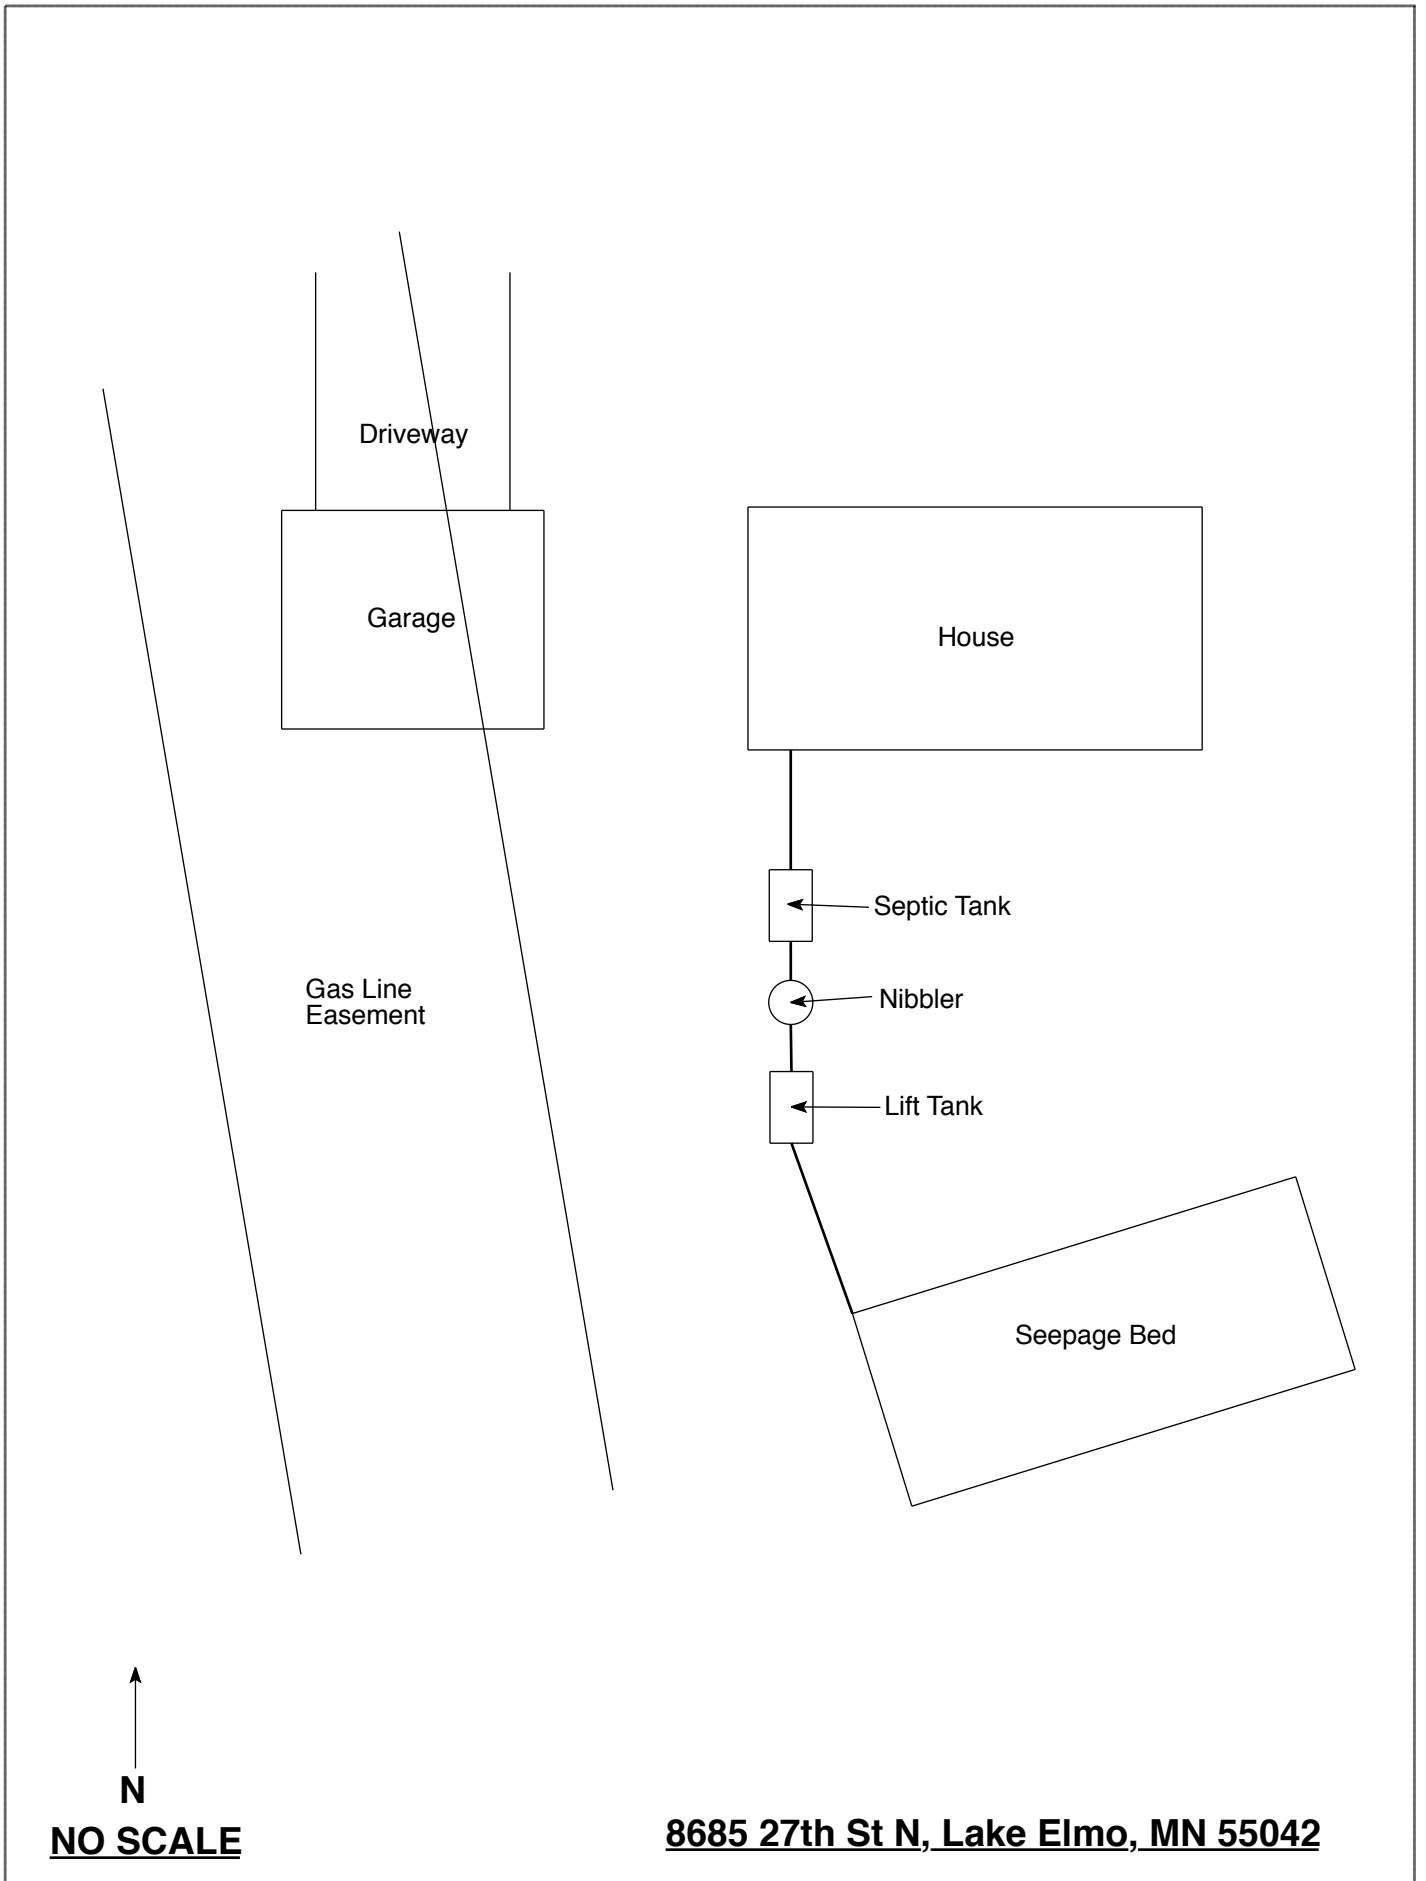 Driveway
Garage
House
Septic Tank
Gas Line
Easement
Nibbler
Lift Tank
Seepage Bed
N
NO SCALE
8685 27th St N, Lake Elmo, MN 55042